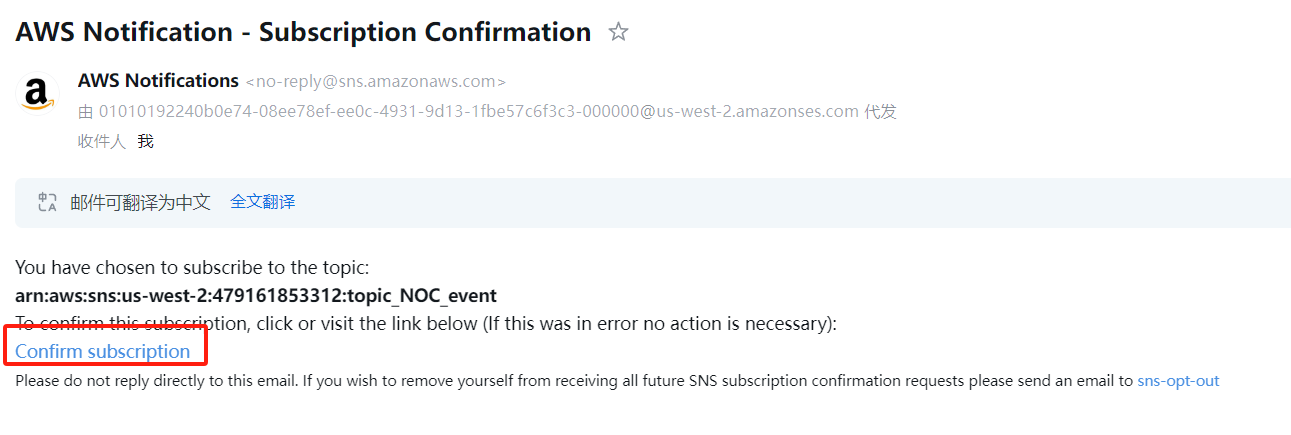 AWS Notification - Subscription Confirmation
AWS Notifications <no-reply@sns.amazonaws.com>
由 01010192240b0e74-08ee78ef-ee0c-4931-9d13-1fbe57c6f3c3-000000@us-west-2.amazonses.com 代发
收件人 我
邮件可翻译为中文 全文翻译
You have chosen to subscribe to the topic:
arn:aws:sns:us-west-2:479161853312:topic_NOC_event
To confirm this subscription, click or visit the link below (If this was in error no action is necessary):
Confirm subscription
Please do not reply directly to this email. If you wish to remove yourself from receiving all future SNS subscription confirmation requests please send an email to sns-opt-out